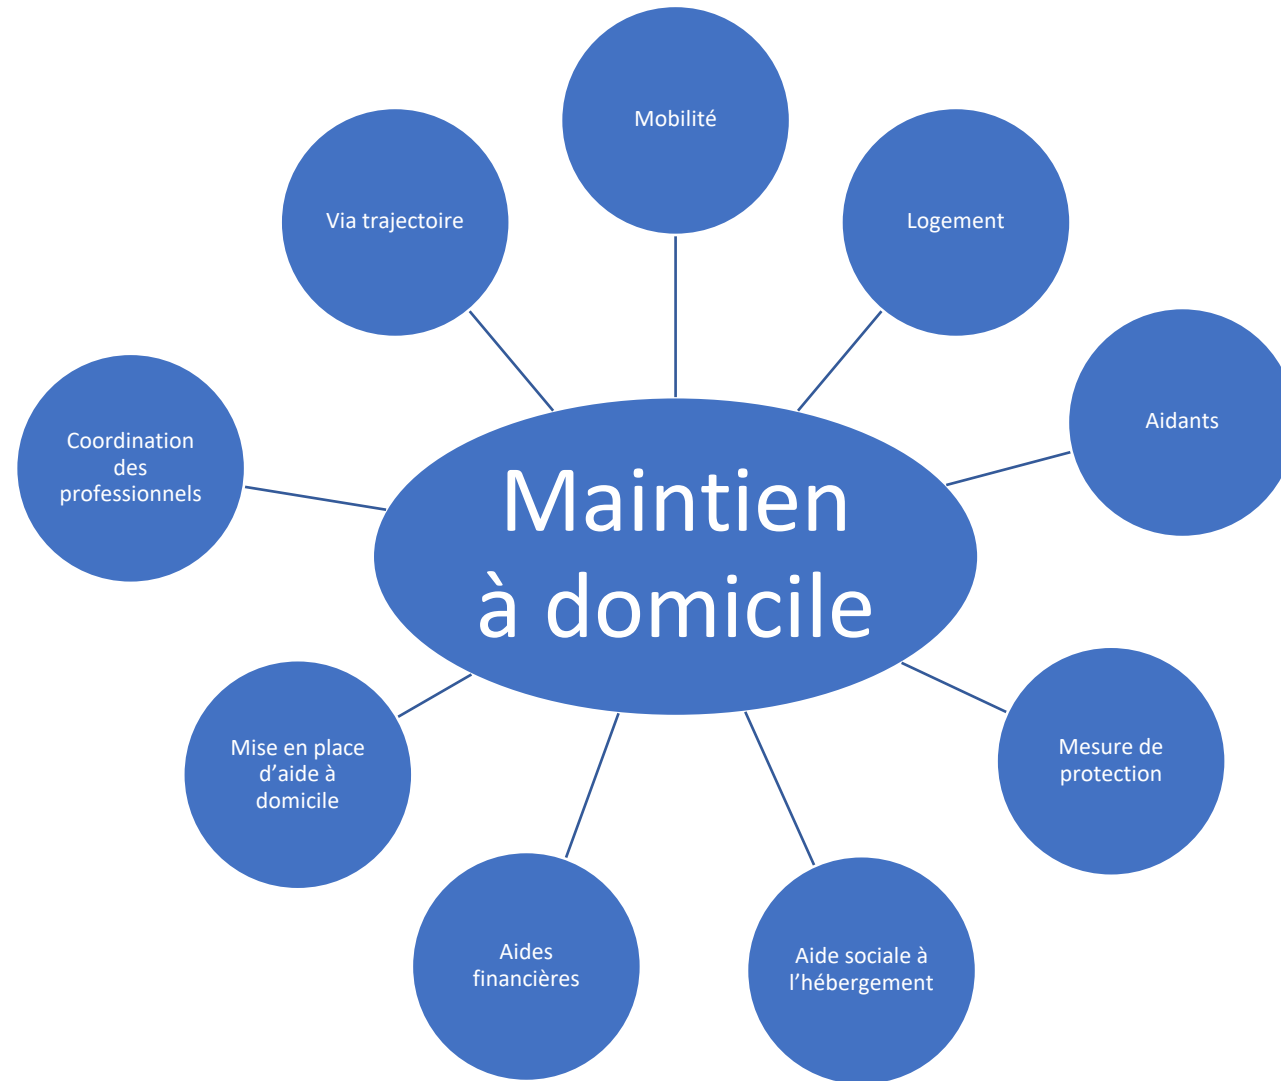 Mobilité
Via trajectoire
Logement
Aidants
Coordination
des
professionnels
Maintien
à domicile
Mise en place
d’aide à
domicile
Mesure de
protection
Aides
financières
Aide sociale à
l’hébergement